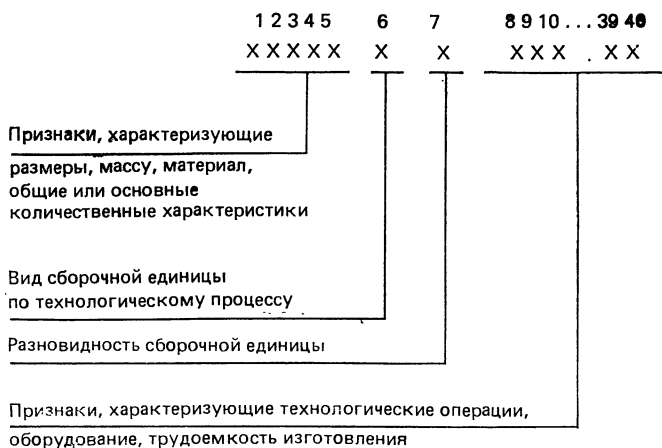 1 2 3 4 5 6 7 8 9 10 . . . 39 40
X X X X X X X X X X . X X
Признаки, характеризующие
размеры, массу, материал,
общие или основные
количественные характеристики
Вид сборочной единицы
по технологическому процессу
Разновидность сборочной единицы
Признаки, характеризующие технологические операции,
оборудование, трудоемкость изготовления